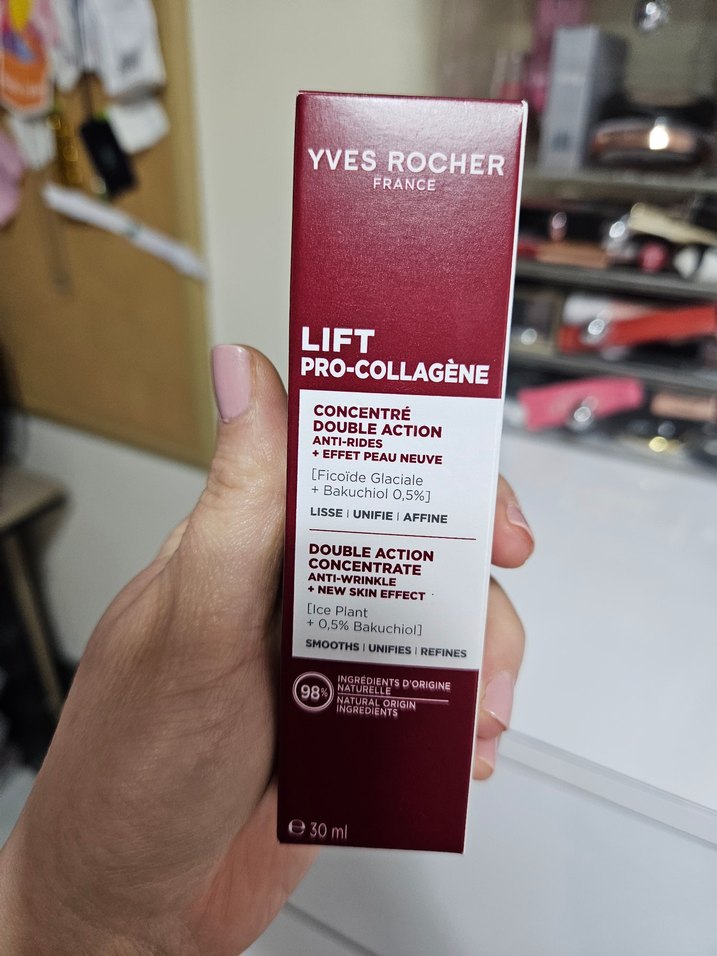 YVES ROCHER
FRANCE
LIFT
PRO-COLLAGÈNE
CONCENTRÉ
DOUBLE ACTION
ANTI-RIDES
+ EFFET PEAU NEUVE
[Ficoïde Glaciale
+ Bakuchiol 0,5%]
LISSE | UNIFIE | AFFINE
DOUBLE ACTION
CONCENTRATE
ANTI-WRINKLE
+ NEW SKIN EFFECT
[Ice Plant
+ 0,5% Bakuchiol]
SMOOTHS | UNIFIES | REFINES
98%
INGRÉDIENTS D'ORIGINE
NATURELLE
NATURAL ORIGIN
INGREDIENTS
℮ 30 ml